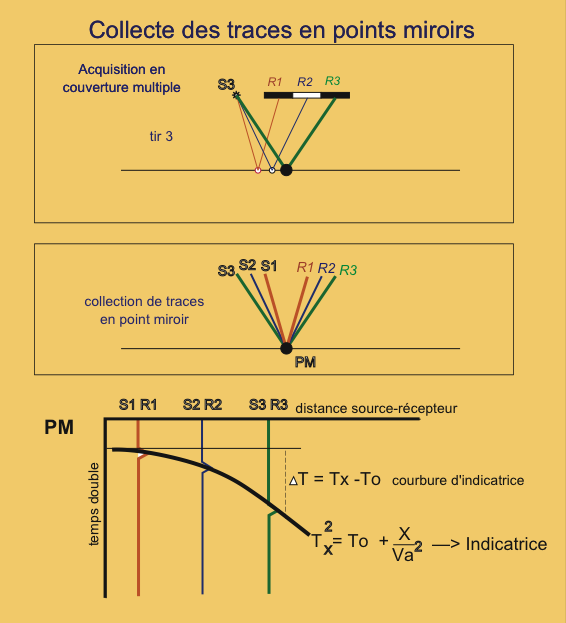 Collecte des traces en points miroirs
Acquisition en
couverture multiple
tir 3
S3 R1 R2 R3
collection de traces
en point miroir
S3 S2 S1 R1 R2 R3
PM
S1 R1 S2 R2 S3 R3 distance source-récepteur
PM
temps double
ΔT = Tx -To courbure d'indicatrice
T²x= To + X/Va² —> Indicatrice